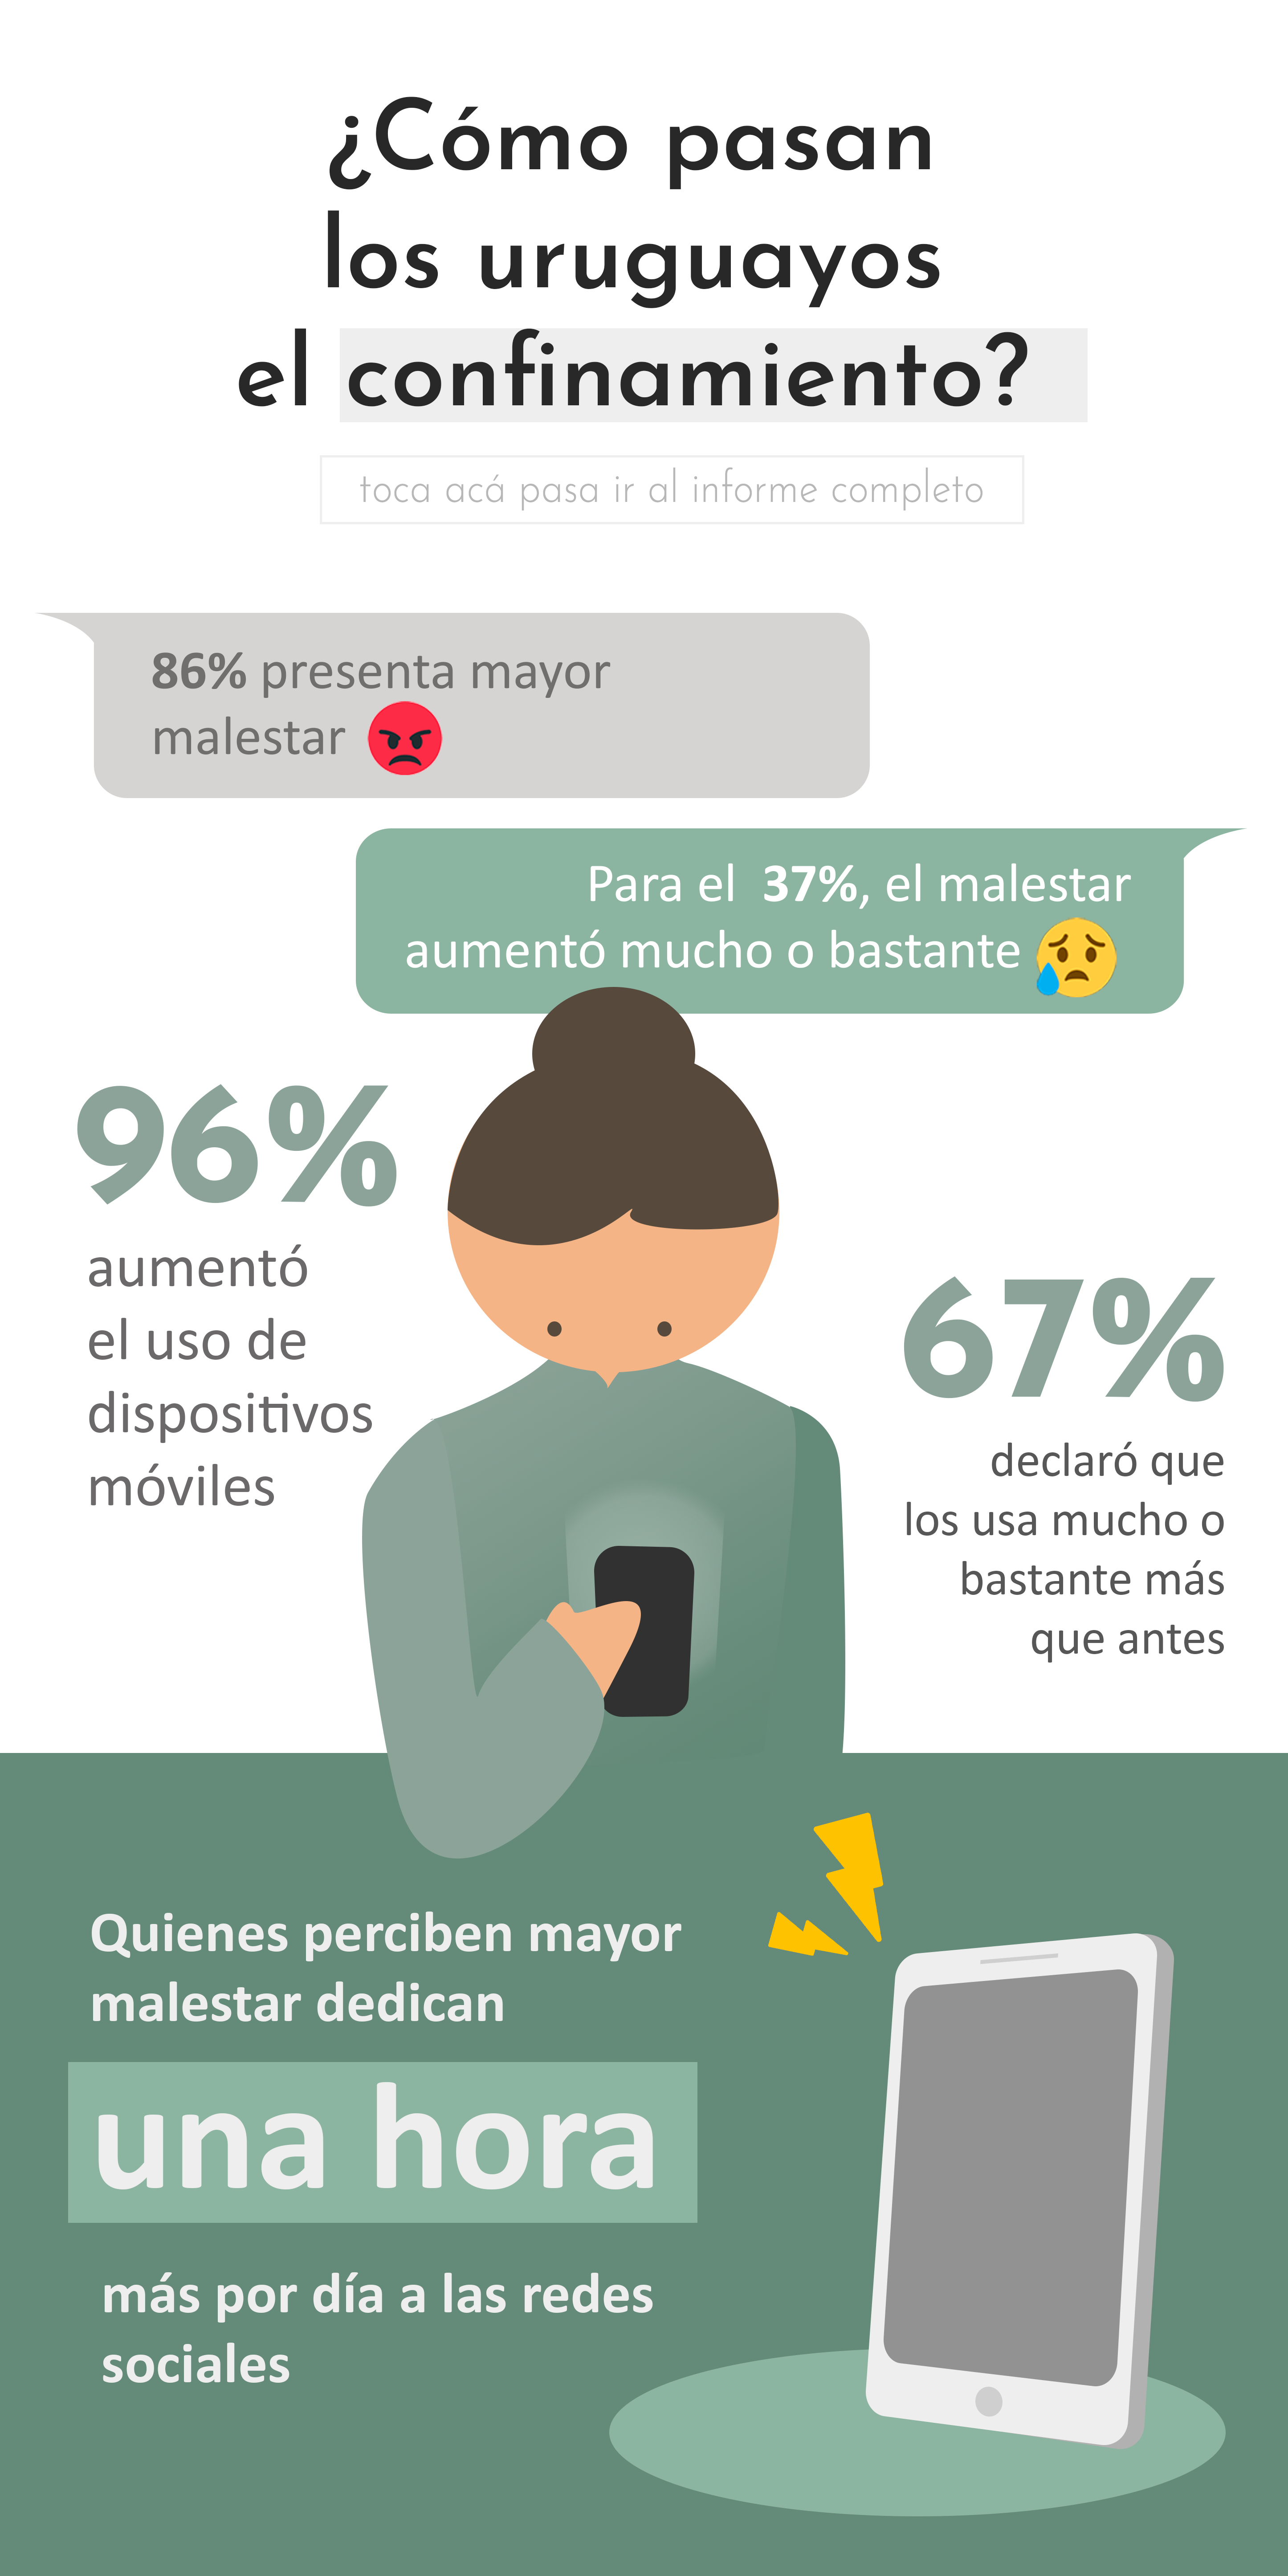 ¿Cómo pasan
los uruguayos
el confinamiento?
toca acá pasa ir al informe completo
86% presenta mayor
malestar
Para el 37%, el malestar
aumentó mucho o bastante
96%
aumentó
el uso de
dispositivos
móviles
67%
declaró que
los usa mucho o
bastante más
que antes
Quienes perciben mayor
malestar dedican
una hora
más por día a las redes
sociales